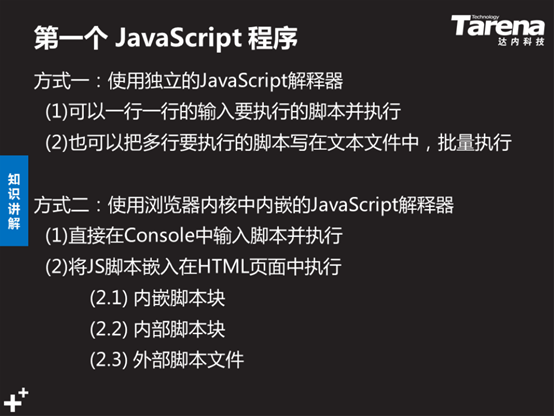 第一个 JavaScript 程序
Technology
Tarena
达内科技
方式一：使用独立的JavaScript解释器
(1)可以一行一行的输入要执行的脚本并执行
(2)也可以把多行要执行的脚本写在文本文件中，批量执行
知识讲解
方式二：使用浏览器内核中内嵌的JavaScript解释器
(1)直接在Console中输入脚本并执行
(2)将JS脚本嵌入在HTML页面中执行
(2.1) 内嵌脚本块
(2.2) 内部脚本块
(2.3) 外部脚本文件